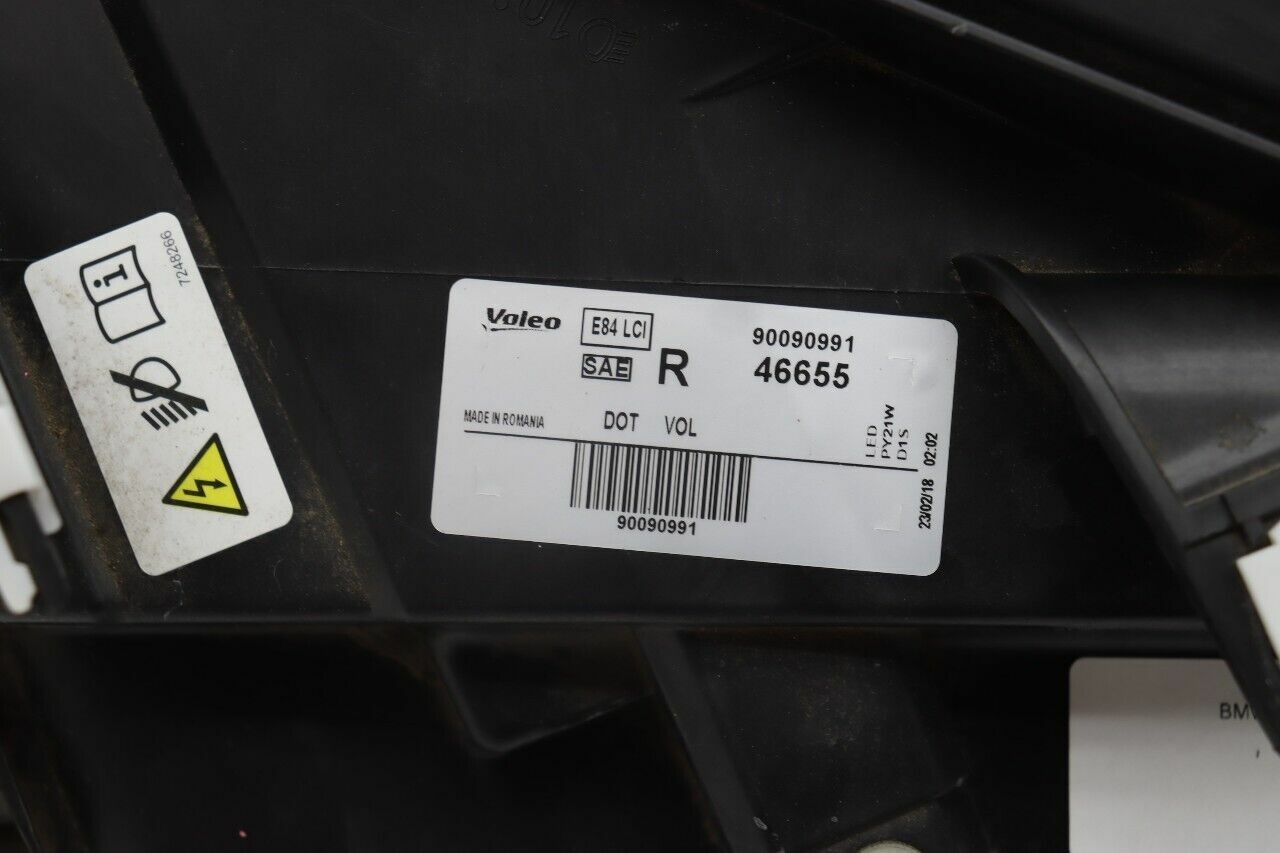 10.
7248266
i
Valeo
E84 LCI
90090991
SAE R 46655
MADE IN ROMANIA DOT VOL
LED
PY21W
D1S
23/02/18 02:02
90090991